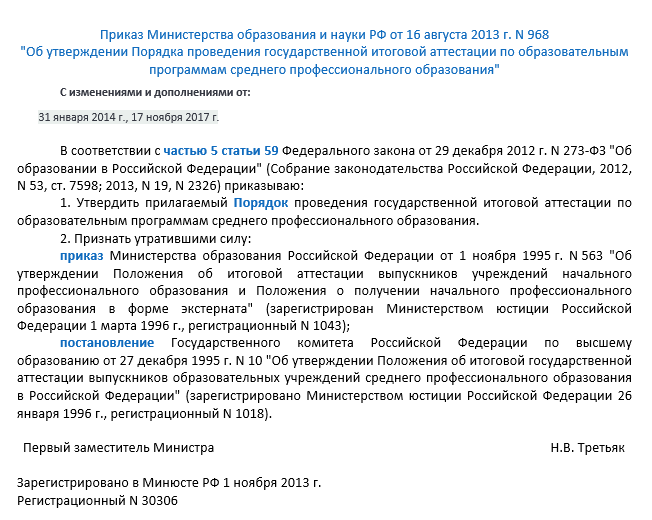 Приказ Министерства образования и науки РФ от 16 августа 2013 г. N 968
"Об утверждении Порядка проведения государственной итоговой аттестации по образовательным
программам среднего профессионального образования"
С изменениями и дополнениями от:
31 января 2014 г., 17 ноября 2017 г.
В соответствии с частью 5 статьи 59 Федерального закона от 29 декабря 2012 г. N 273-ФЗ "Об
образовании в Российской Федерации" (Собрание законодательства Российской Федерации, 2012,
N 53, ст. 7598; 2013, N 19, N 2326) приказываю:
1. Утвердить прилагаемый Порядок проведения государственной итоговой аттестации по
образовательным программам среднего профессионального образования.
2. Признать утратившими силу:
приказ Министерства образования Российской Федерации от 1 ноября 1995 г. N 563 "Об
утверждении Положения об итоговой аттестации выпускников учреждений начального
профессионального образования и Положения о получении начального профессионального
образования в форме экстерната" (зарегистрирован Министерством юстиции Российской
Федерации 1 марта 1996 г., регистрационный N 1043);
постановление Государственного комитета Российской Федерации по высшему
образованию от 27 декабря 1995 г. N 10 "Об утверждении Положения об итоговой государственной
аттестации выпускников образовательных учреждений среднего профессионального образования
в Российской Федерации" (зарегистрировано Министерством юстиции Российской Федерации 26
января 1996 г., регистрационный N 1018).
Первый заместитель Министра Н.В. Третьяк
Зарегистрировано в Минюсте РФ 1 ноября 2013 г.
Регистрационный N 30306